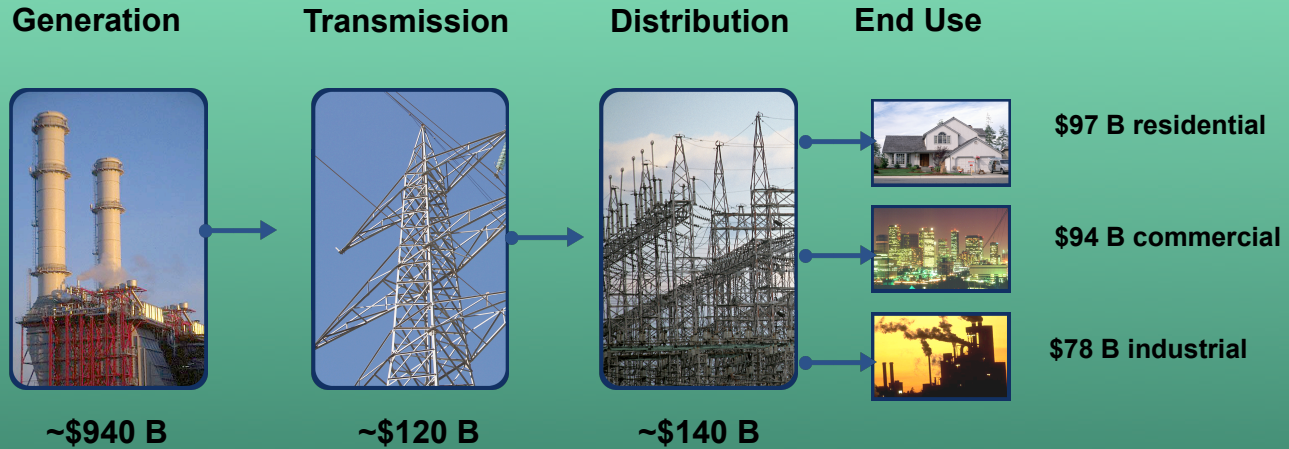 Generation
Transmission
Distribution
End Use
$97 B residential
$94 B commercial
$78 B industrial
~$940 B
~$120 B
~$140 B